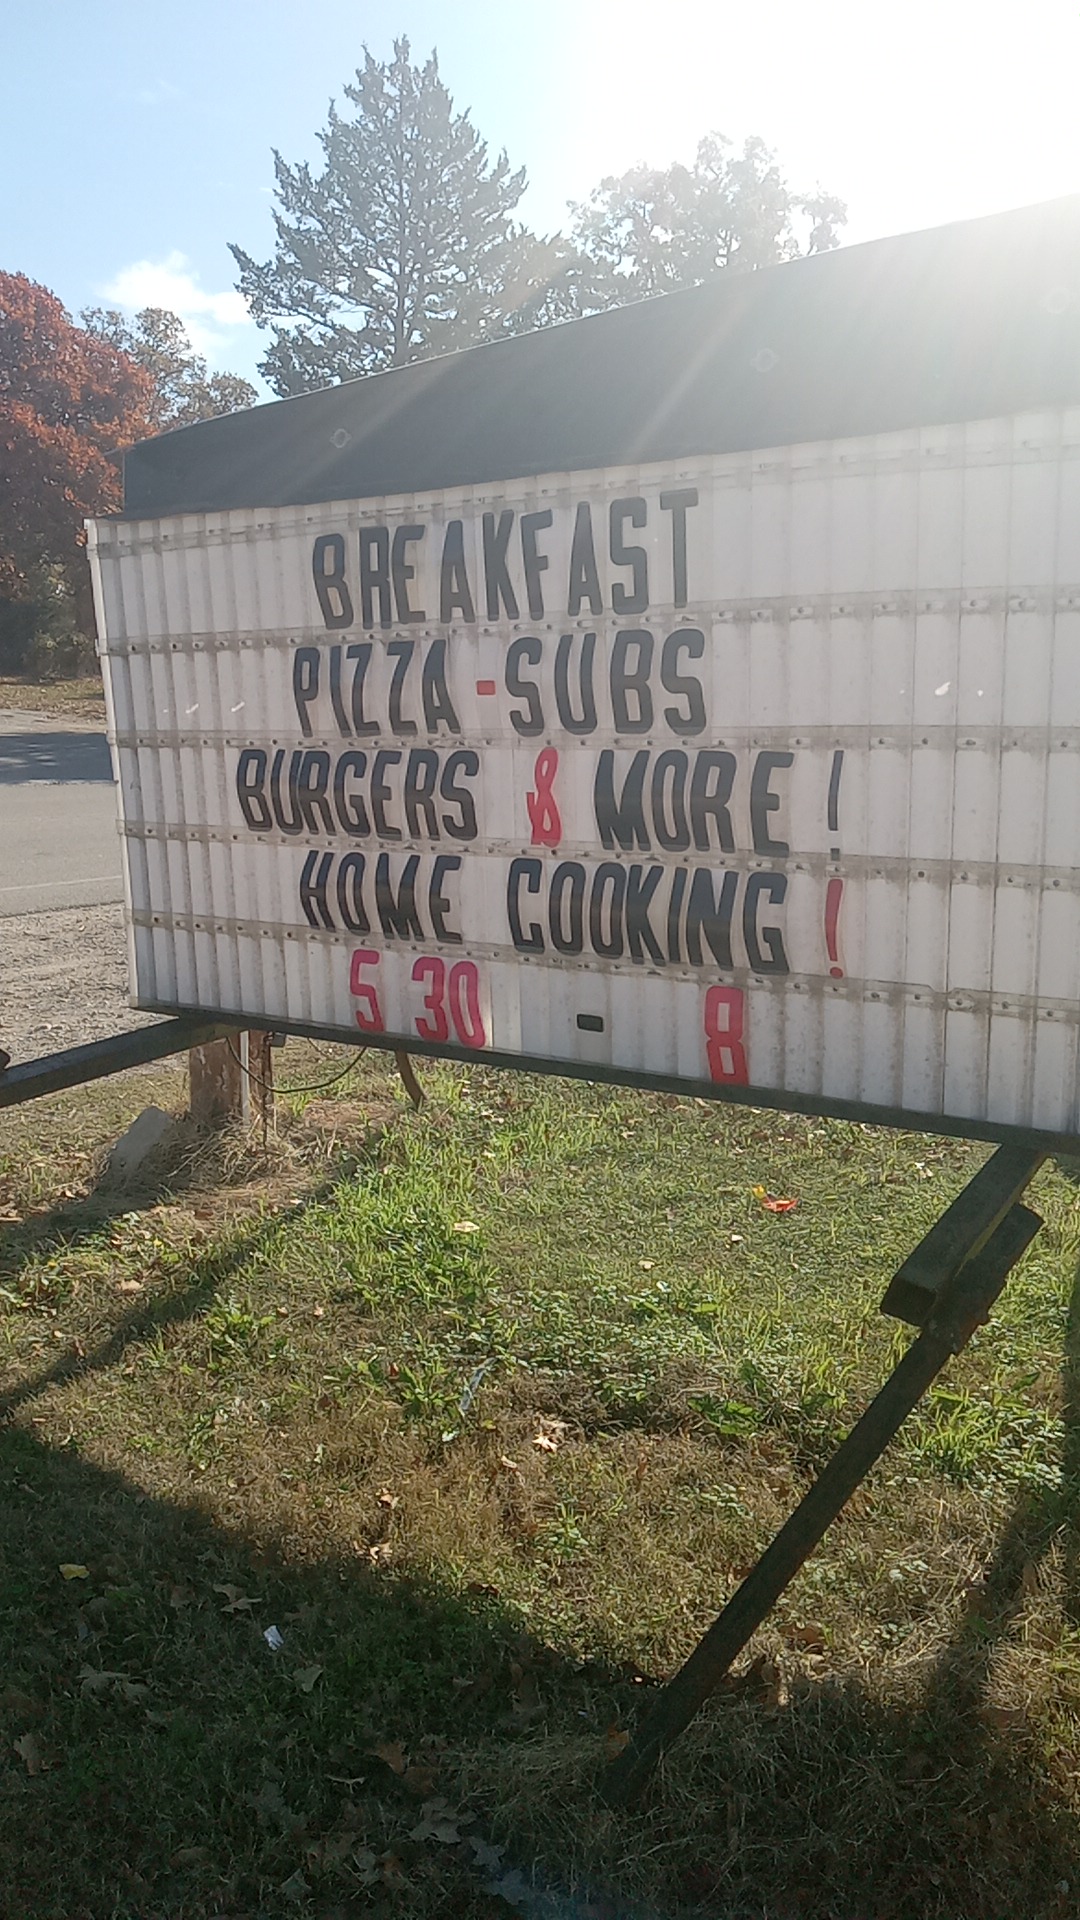 BREAKFAST
PIZZA - SUBS
BURGERS & MORE!
HOME COOKING!
5 30 - 8